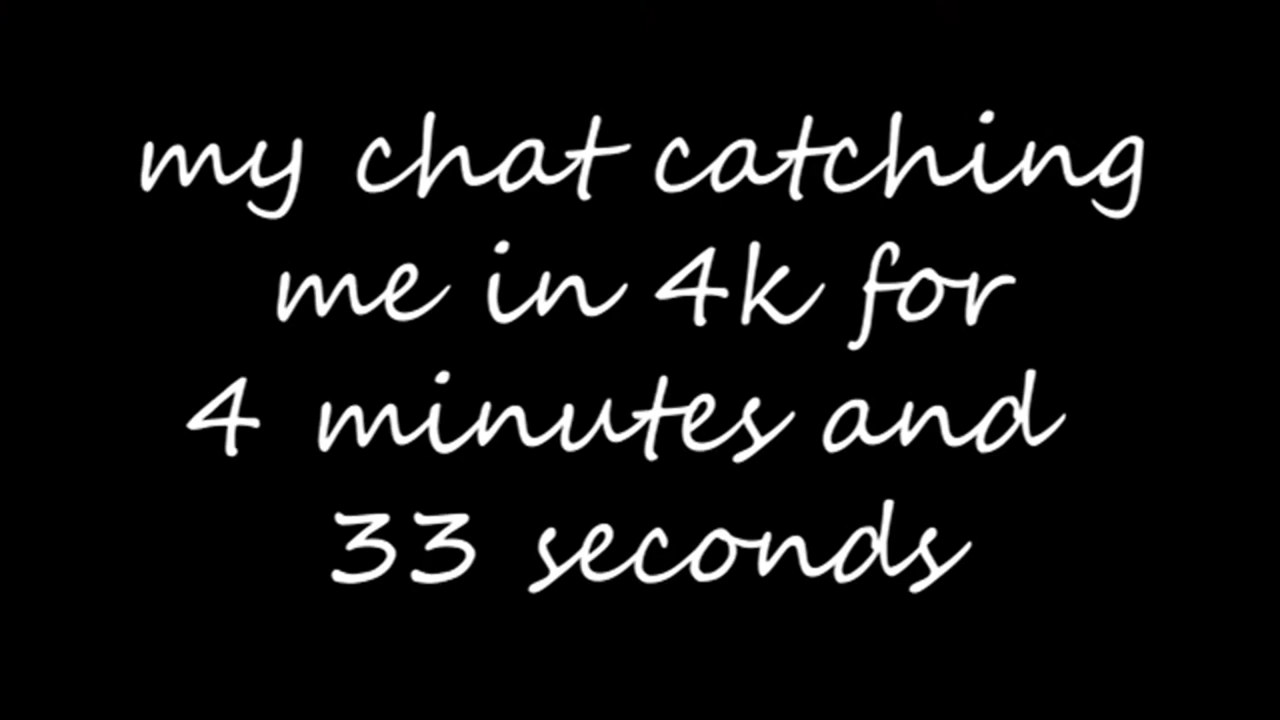 my chat catching
me in 4k for
4 minutes and
33 seconds